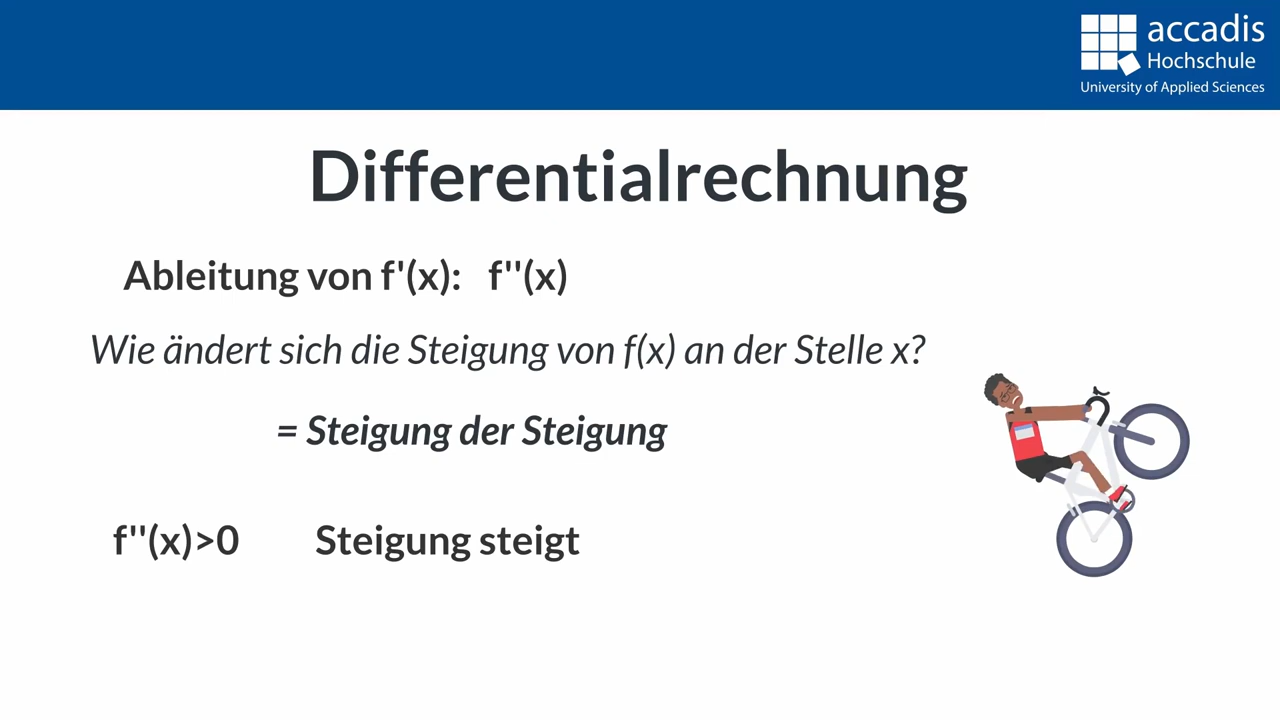 accadis
Hochschule
University of Applied Sciences
Differentialrechnung
Ableitung von f'(x): f''(x)
Wie ändert sich die Steigung von f(x) an der Stelle x?
= Steigung der Steigung
f''(x)>0 Steigung steigt